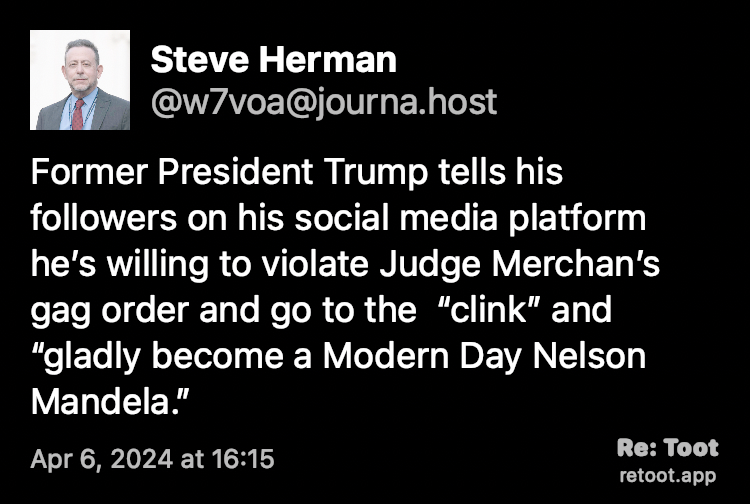 Steve Herman
@w7voa@journa.host
Former President Trump tells his
followers on his social media platform
he’s willing to violate Judge Merchan’s
gag order and go to the  “clink” and
“gladly become a Modern Day Nelson
Mandela.”
Apr 6, 2024 at 16:15
Re: Toot
retoot.app